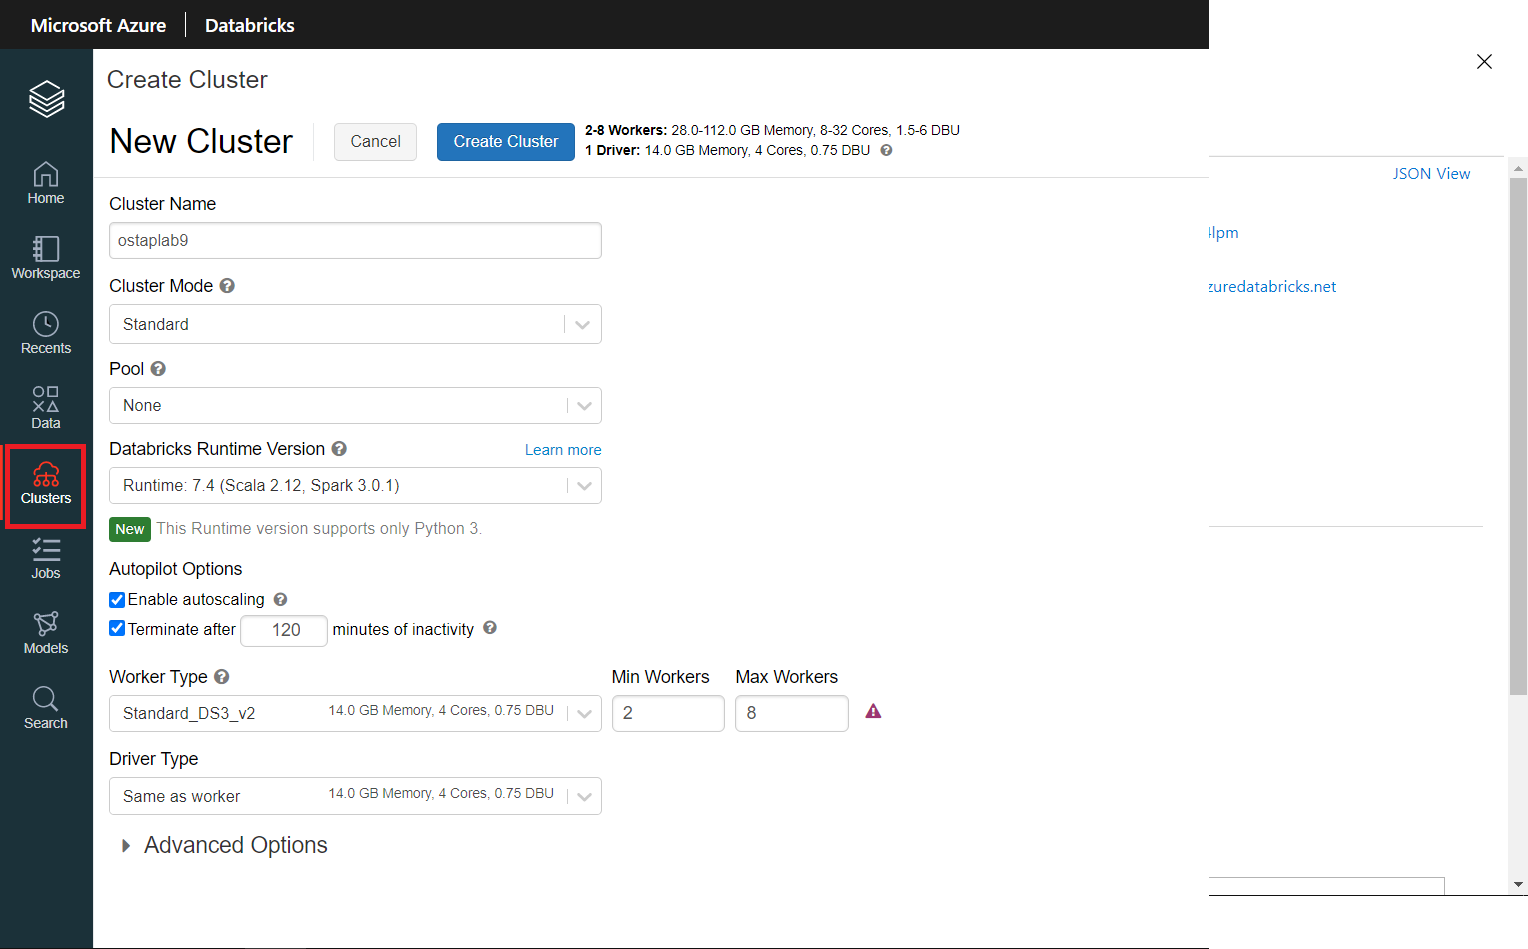 Microsoft Azure
Databricks
Create Cluster
New Cluster
Cancel
Create Cluster
2-8 Workers: 28.0-112.0 GB Memory, 8-32 Cores, 1.5-6 DBU
1 Driver: 14.0 GB Memory, 4 Cores, 0.75 DBU
JSON View
4lpm
zuredatabricks.net
Home
Workspace
Recents
Data
Clusters
Jobs
Models
Search
Cluster Name
ostaplab9
Cluster Mode
Standard
Pool
None
Databricks Runtime Version
Learn more
Runtime: 7.4 (Scala 2.12, Spark 3.0.1)
New This Runtime version supports only Python 3.
Autopilot Options
Enable autoscaling
Terminate after 120 minutes of inactivity
Worker Type
Min Workers
Max Workers
Standard_DS3_v2
14.0 GB Memory, 4 Cores, 0.75 DBU
2
8
Driver Type
Same as worker
14.0 GB Memory, 4 Cores, 0.75 DBU
Advanced Options